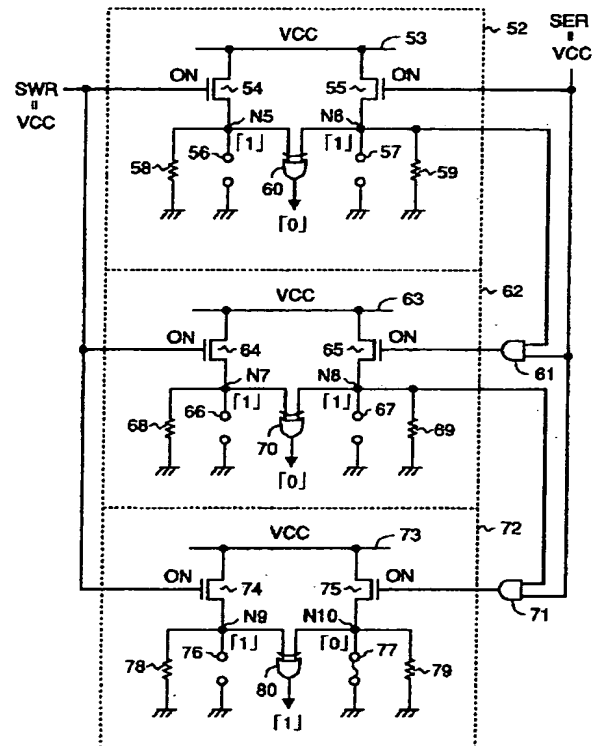 SER
॥
VCC
52
VCC
53
SWR
॥
VCC
ON
54
55
ON
N5
N6
56
「1」
「1」
57
58
60
59
「0」
VCC
63
62
ON
64
65
ON
61
N7
N8
66
「1」
「1」
67
68
70
69
「0」
VCC
73
72
ON
74
75
ON
71
N9
N10
76
「1」
「0」
77
78
80
79
「1」